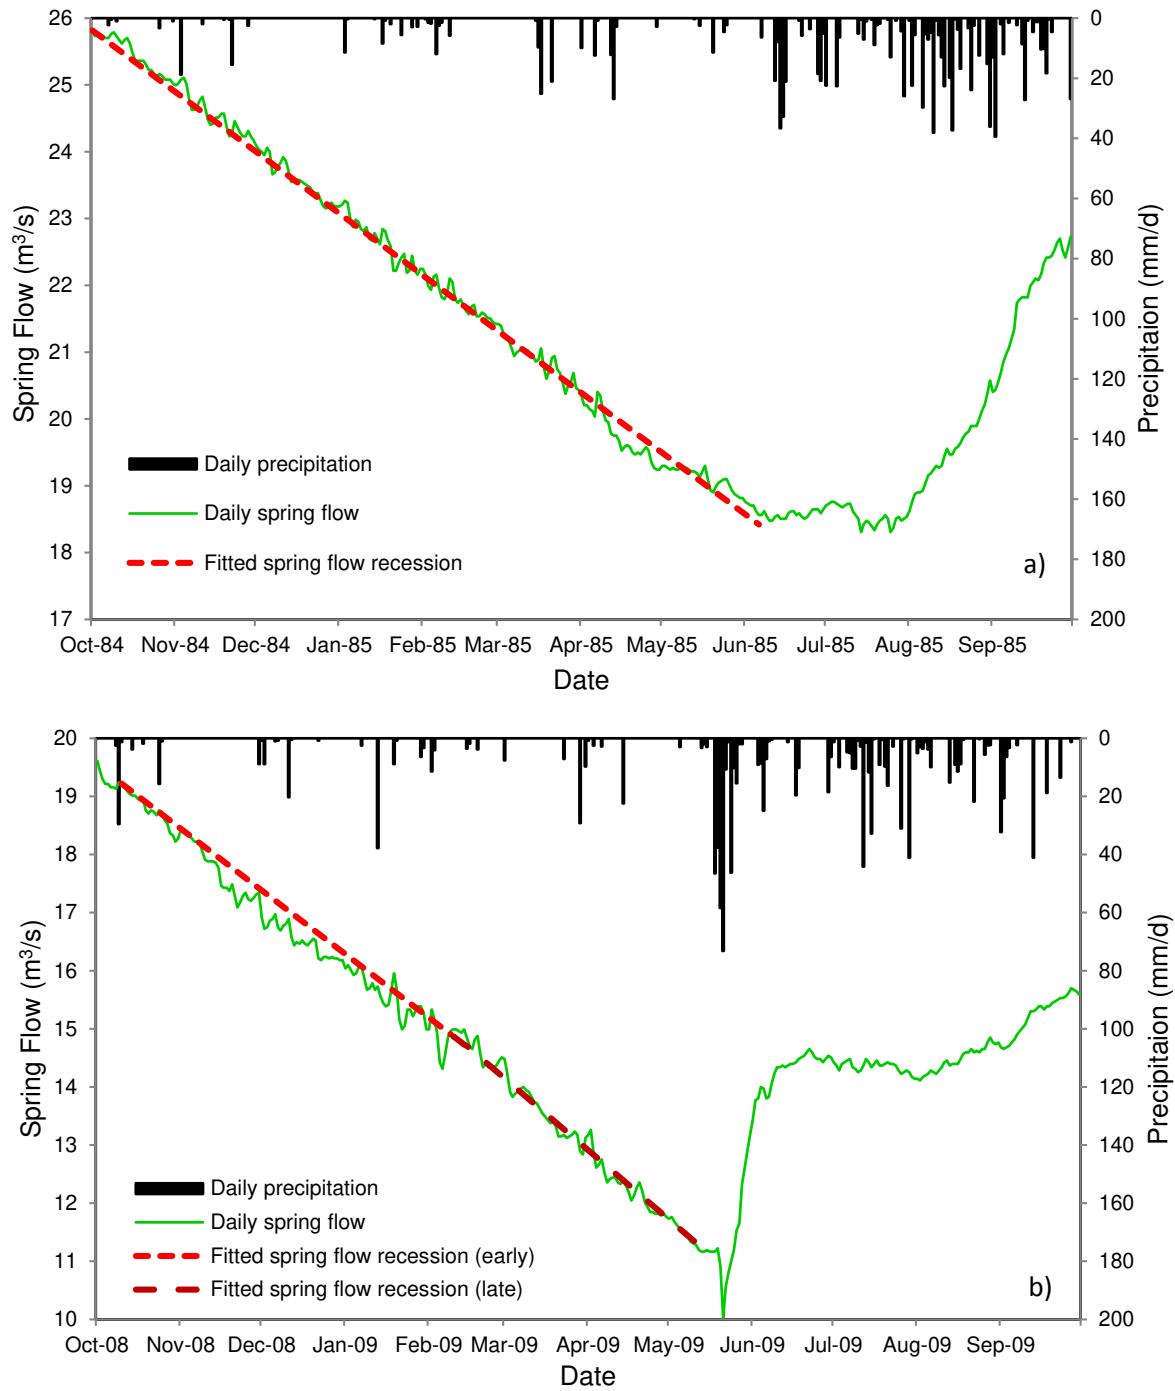 26
25
24
23
22
21
20
19
18
17
Spring Flow (m³/s)
0
20
40
60
80
100
120
140
160
180
200
Precipitaion (mm/d)
Daily precipitation
Daily spring flow
Fitted spring flow recession
a)
Oct-84 Nov-84 Dec-84 Jan-85 Feb-85 Mar-85 Apr-85 May-85 Jun-85 Jul-85 Aug-85 Sep-85
Date
20
19
18
17
16
15
14
13
12
11
10
Spring Flow (m³/s)
0
20
40
60
80
100
120
140
160
180
200
Precipitation (mm/d)
Daily precipitation
Daily spring flow
Fitted spring flow recession (early)
Fitted spring flow recession (late)
b)
Oct-08 Nov-08 Dec-08 Jan-09 Feb-09 Mar-09 Apr-09 May-09 Jun-09 Jul-09 Aug-09 Sep-09
Date